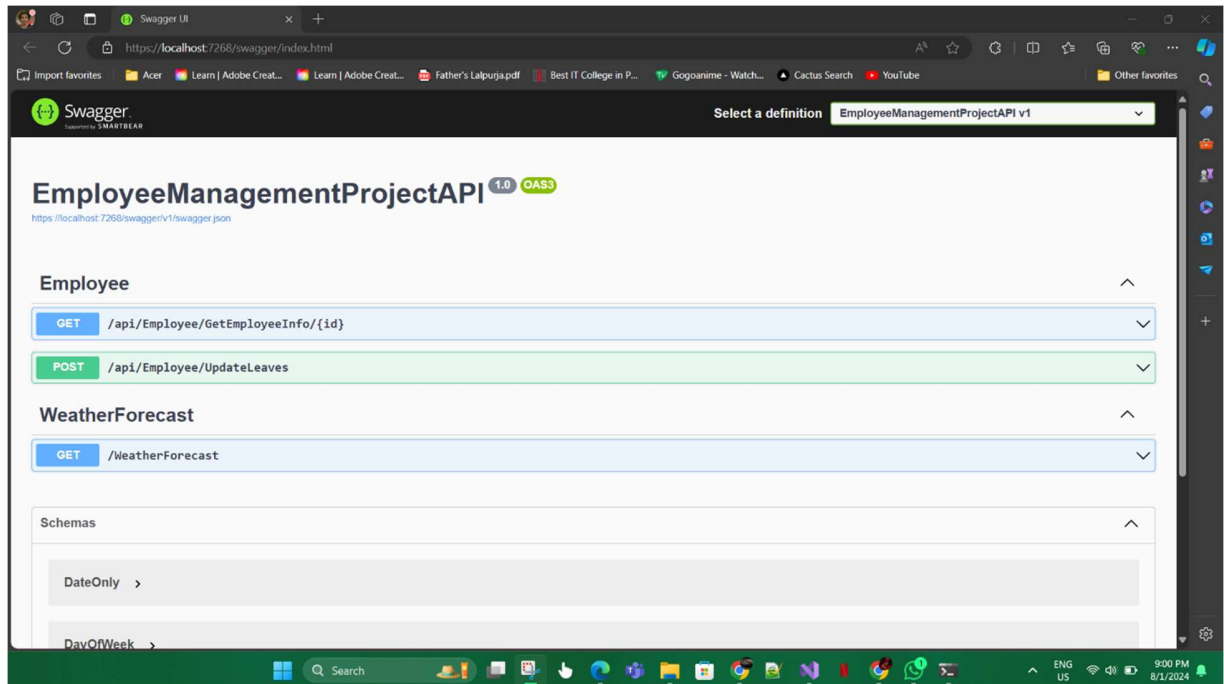 Swagger UI
https://localhost:7268/swagger/index.html
Import favorites Acer Learn | Adobe Creat... Learn | Adobe Creat... Father's Lalpurja.pdf Best IT College in P... Gogoanime - Watch... Cactus Search YouTube Other favorites
Swagger.
Supported by SMARTBEAR
Select a definition EmployeeManagementProjectAPI v1
EmployeeManagementProjectAPI 1.0 OAS3
https://localhost:7268/swagger/v1/swagger.json
Employee
GET /api/Employee/GetEmployeeInfo/{id}
POST /api/Employee/UpdateLeaves
WeatherForecast
GET /WeatherForecast
Schemas
DateOnly
DayOfWeek
Search
ENG
US
9:00 PM
8/1/2024